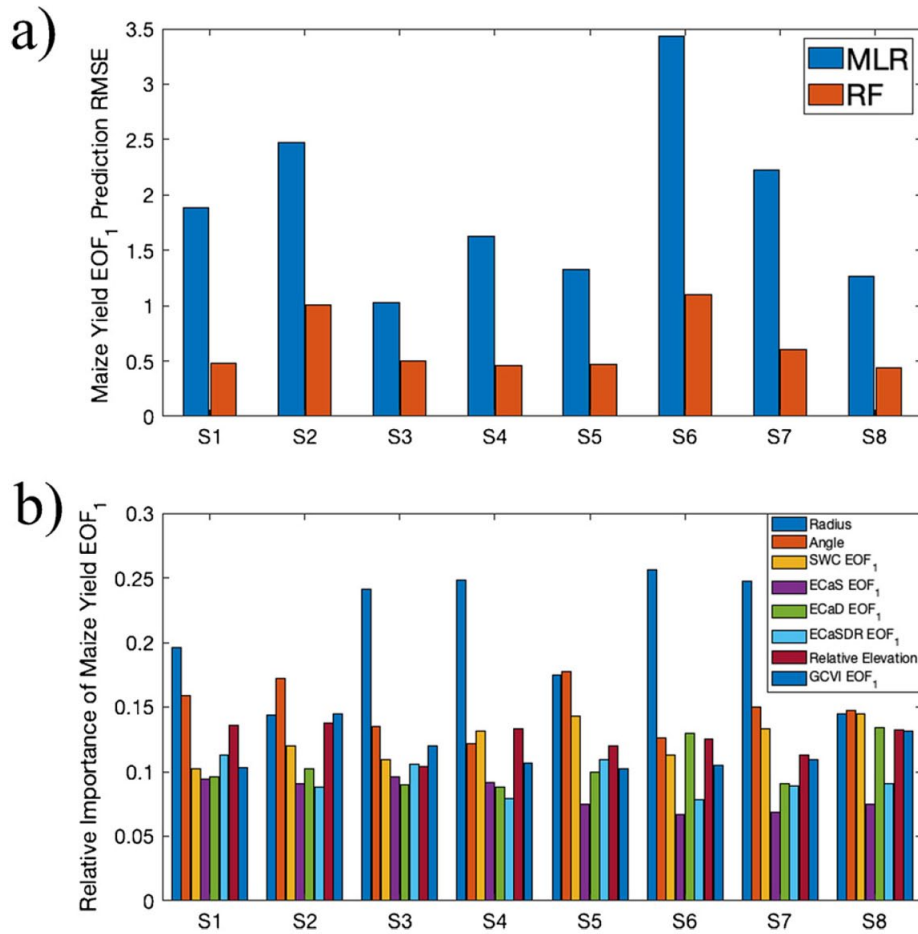 a)
Maize Yield EOF₁ Prediction RMSE
3.5
3
2.5
2
1.5
1
0.5
0
MLR
RF
S1 S2 S3 S4 S5 S6 S7 S8
b)
Relative Importance of Maize Yield EOF₁
0.3
0.25
0.2
0.15
0.1
0.05
0
Radius
Angle
SWC EOF₁
ECaS EOF₁
ECaD EOF₁
ECaSDR EOF₁
Relative Elevation
GCVI EOF₁
S1 S2 S3 S4 S5 S6 S7 S8